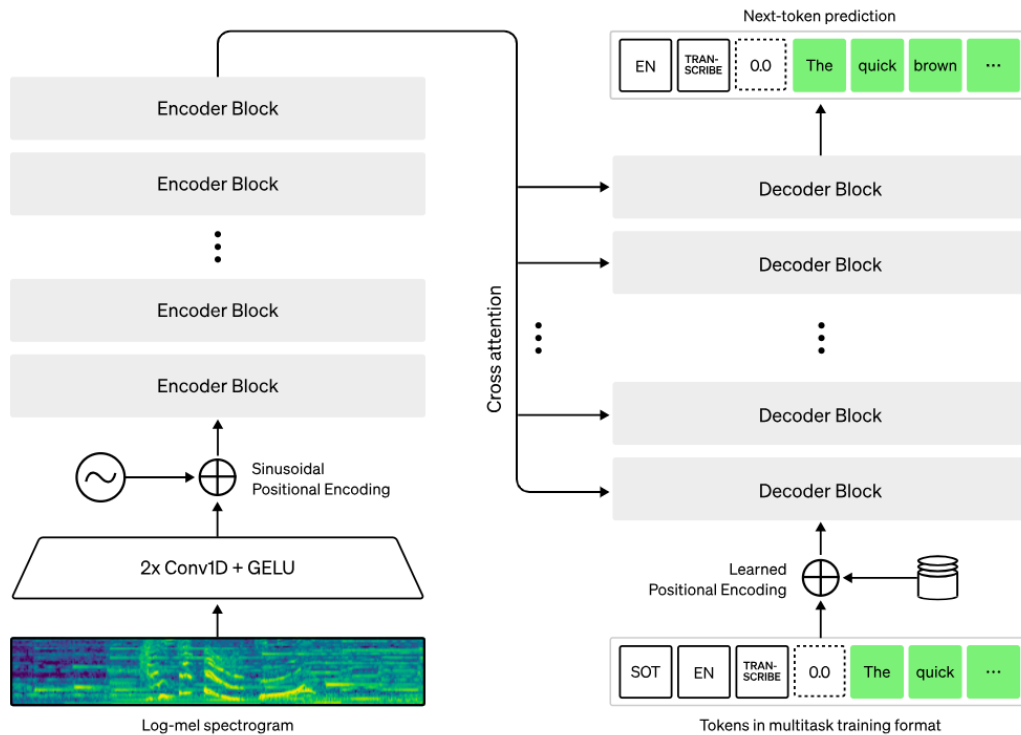 Next-token prediction
EN TRAN-SCRIBE 0.0 The quick brown ...
Encoder Block
Encoder Block
Encoder Block
Encoder Block
Sinusoidal
Positional Encoding
2x Conv1D + GELU
Log-mel spectrogram
Cross attention
Decoder Block
Decoder Block
Decoder Block
Decoder Block
Learned
Positional Encoding
SOT EN TRAN-SCRIBE 0.0 The quick ...
Tokens in multitask training format